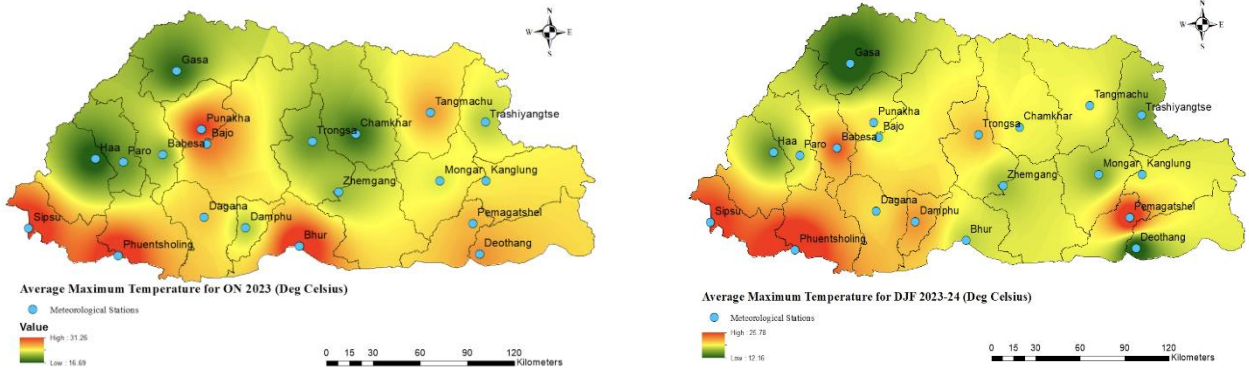 N
W E
S
Gasa
Punakha
Bajo
Tangmachu
Trashiyangtse
Trongsa
Chamkhar
Haa
Paro
Babesa
Zhemgang
Mongar
Kanglung
Sipsu
Dagana
Damphu
Pemagatshel
Phuentsholing
Bhur
Deothang
Average Maximum Temperature for ON 2023 (Deg Celsius)
Meteorological Stations
Value
High : 31.26
Low : 16.69
0 15 30 60 90 120
Kilometers
N
W E
S
Gasa
Tangmachu
Punakha
Trashiyangtse
Bajo
Trongsa
Chamkhar
Haa
Paro
Babesa
Zhemgang
Mongar
Kanglung
Sipsu
Dagana
Damphu
Pemagatshel
Phuentsholing
Bhur
Deothang
Average Maximum Temperature for DJF 2023-24 (Deg Celsius)
Meteorological Stations
High : 25.78
Low : 12.16
0 15 30 60 90 120
Kilometers